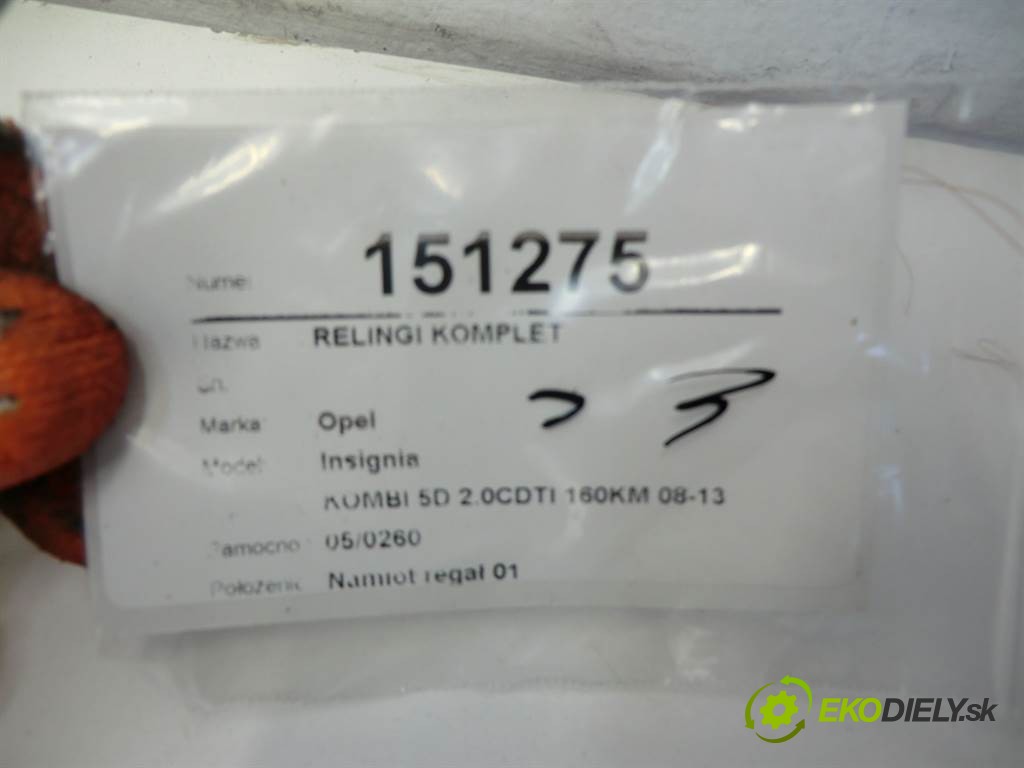 Numer 151275
Nazwa RELINGI KOMPLET
Marka Opel
Model: Insignia
KOMBI 5D 2.0CDTI 160KM 08-13
05/0260
Położenie Namiot regał 01
3
EKODIELY.sk